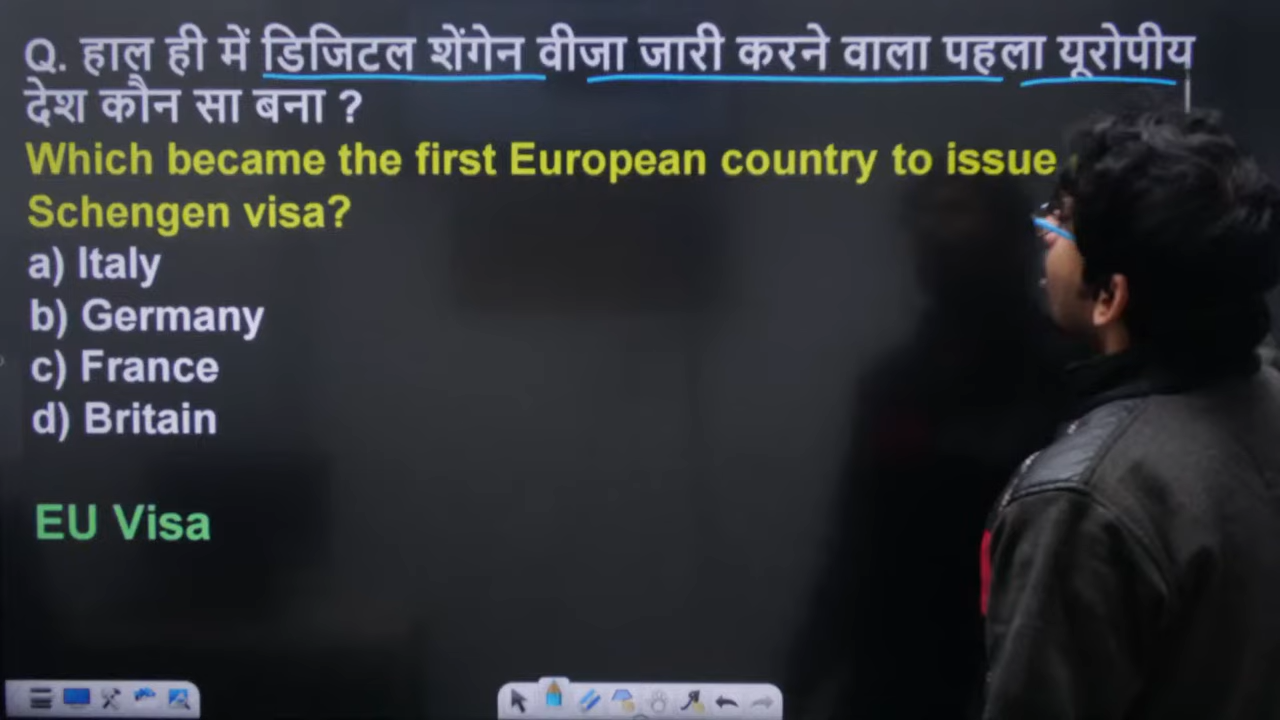 Q. हाल ही में डिजिटल शेंगेन वीजा जारी करने वाला पहला यूरोपीय
देश कौन सा बना ?
Which became the first European country to issue
Schengen visa?
a) Italy
b) Germany
c) France
d) Britain
EU Visa